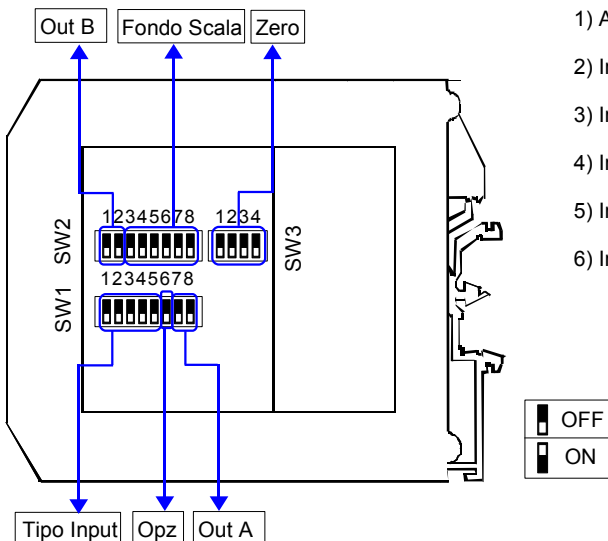 Out B
Fondo Scala
Zero
1) A
2) In
3) In
4) In
5) In
6) In
12345678
1234
SW2
SW3
12345678
SW1
OFF
ON
Tipo Input
Opz
Out A